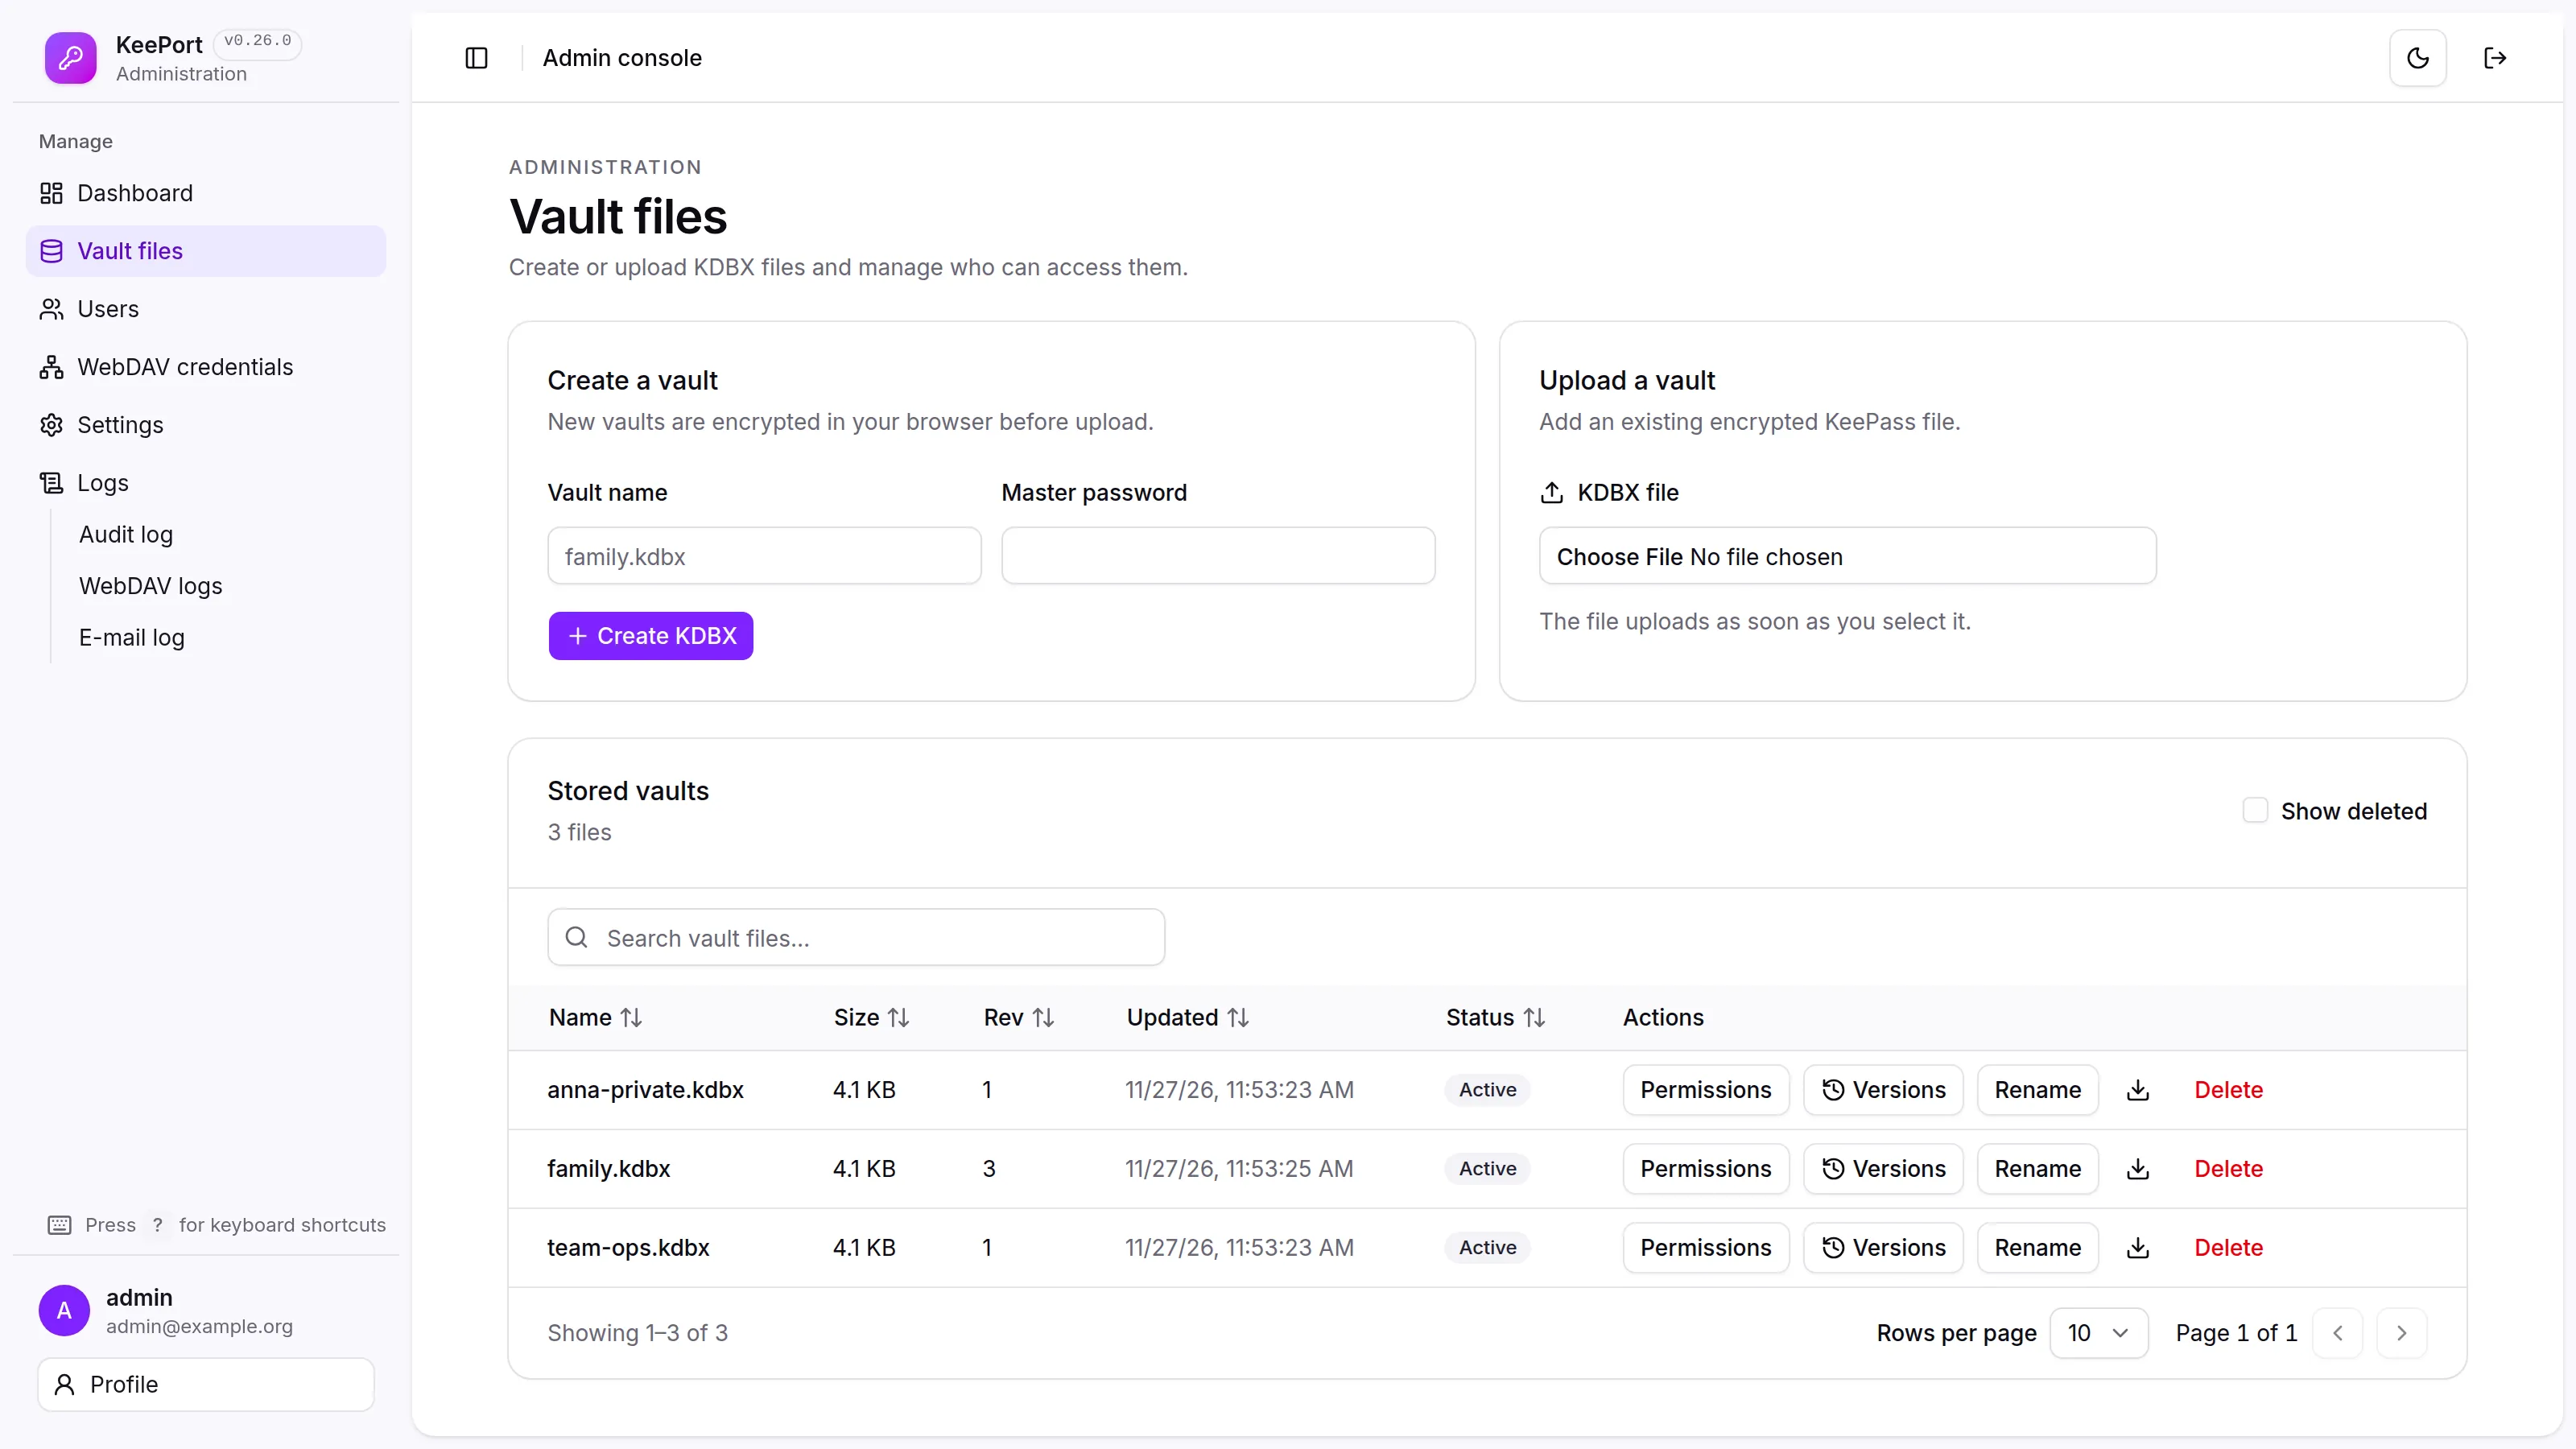 KeePort v0.26.0
Administration
Manage
Dashboard
Vault files
Users
WebDAV credentials
Settings
Logs
Audit log
WebDAV logs
E-mail log
Press ? for keyboard shortcuts
A
admin
admin@example.org
Profile
Admin console
ADMINISTRATION
Vault files
Create or upload KDBX files and manage who can access them.
Create a vault
New vaults are encrypted in your browser before upload.
Vault name Master password
family.kdbx
Create KDBX
Upload a vault
Add an existing encrypted KeePass file.
KDBX file
Choose File No file chosen
The file uploads as soon as you select it.
Stored vaults
3 files
Show deleted
Search vault files...
Name Size Rev Updated Status Actions
anna-private.kdbx 4.1 KB 1 11/27/26, 11:53:23 AM Active Permissions Versions Rename Delete
family.kdbx 4.1 KB 3 11/27/26, 11:53:25 AM Active Permissions Versions Rename Delete
team-ops.kdbx 4.1 KB 1 11/27/26, 11:53:23 AM Active Permissions Versions Rename Delete
Showing 1–3 of 3 Rows per page 10 Page 1 of 1